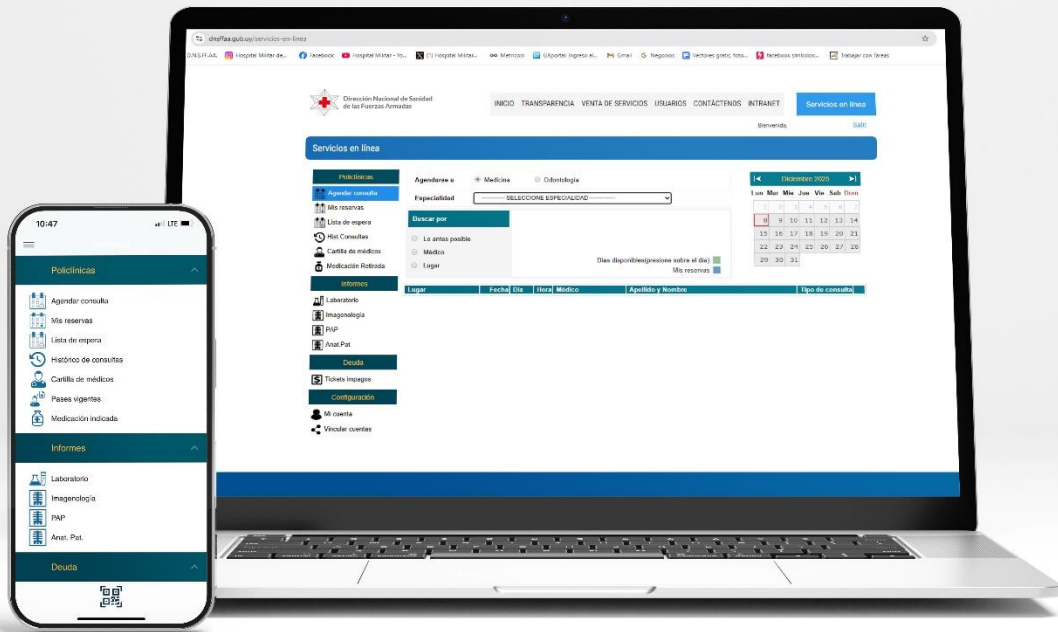 10:47
LTE
Policlínicas
Agendar consulta
Mis reservas
Lista de espera
Histórico de consultas
Cartilla de médicos
Pases vigentes
Medicación indicada
Informes
Laboratorio
Imagenología
PAP
Anat. Pat.
Deuda
dnsffaa.gub.uy/servicios-en-linea
D.N.S.FF.AA. Hospital Militar de... Facebook Hospital Militar - Yo... Hospital Militar... Metricool GXportal-Ingreso al... Gmail Negocios Vectores gratis, foto... facebook simbolos... Trabajar con Tareas
Dirección Nacional de Sanidad
de las Fuerzas Armadas
INICIO TRANSPARENCIA VENTA DE SERVICIOS USUARIOS CONTÁCTENOS INTRANET Servicios en línea
Bienvenido, Salir
Servicios en línea
Policlínicas
Agendar consulta
Mis reservas
Lista de espera
Hist.Consultas
Cartilla de médicos
Medicación Retirada
Informes
Laboratorio
Imagenología
PAP
Anat.Pat.
Deuda
Tickets impagos
Configuración
Mi cuenta
Vincular cuentas
Agendarse a Medicina Odontología
Especialidad SELECCIONE ESPECIALIDAD
Buscar por
Lo antes posible
Médico
Lugar
Días disponibles(presione sobre el día)
Mis reservas
Diciembre 2025
Lun Mar Mie Jue Vie Sab Dom
1 2 3 4 5 6 7
8 9 10 11 12 13 14
15 16 17 18 19 20 21
22 23 24 25 26 27 28
29 30 31
Lugar Fecha Día Hora Médico Apellido y Nombre Tipo de consulta